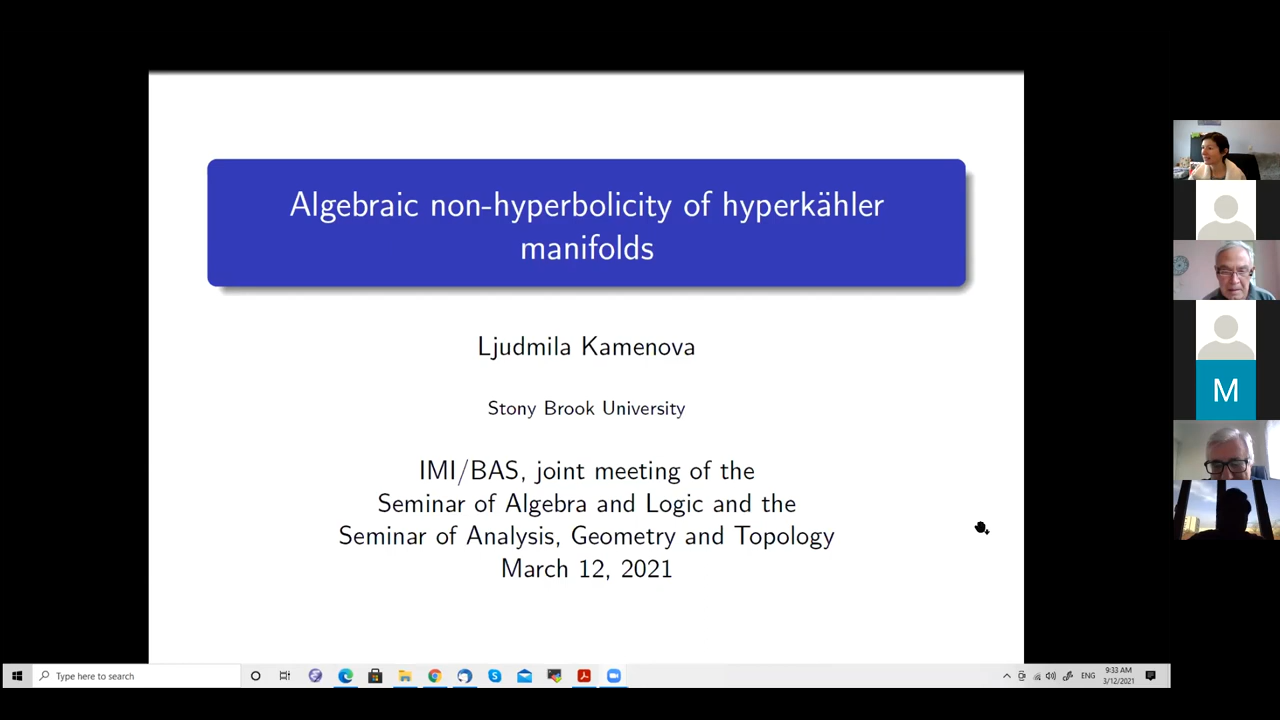 Algebraic non-hyperbolicity of hyperkähler
manifolds
Ljudmila Kamenova
Stony Brook University
IMI/BAS, joint meeting of the
Seminar of Algebra and Logic and the
Seminar of Analysis, Geometry and Topology
March 12, 2021
M
Type here to search
ENG
9:33 AM
3/12/2021